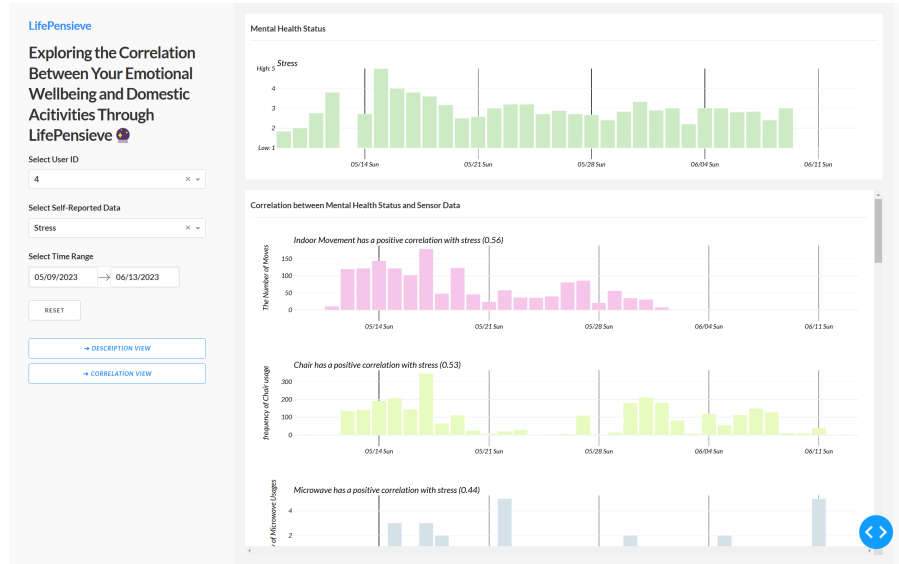 LifePensieve
Exploring the Correlation
Between Your Emotional
Wellbeing and Domestic
Acitivities Through
LifePensieve 🔮
Select User ID
4
Select Self-Reported Data
Stress
Select Time Range
05/09/2023 → 06/13/2023
RESET
➔ DESCRIPTION VIEW
➔ CORRELATION VIEW
Mental Health Status
Stress
High: 5
4
3
2
Low: 1
05/14 Sun 05/21 Sun 05/28 Sun 06/04 Sun 06/11 Sun
Correlation between Mental Health Status and Sensor Data
Indoor Movement has a positive correlation with stress (0.56)
The Number of Moves
150
100
50
0
05/14 Sun 05/21 Sun 05/28 Sun 06/04 Sun 06/11 Sun
Chair has a positive correlation with stress (0.53)
frequency of Chair usage
300
200
100
0
05/14 Sun 05/21 Sun 05/28 Sun 06/04 Sun 06/11 Sun
Microwave has a positive correlation with stress (0.44)
of Microwave Usages
4
2